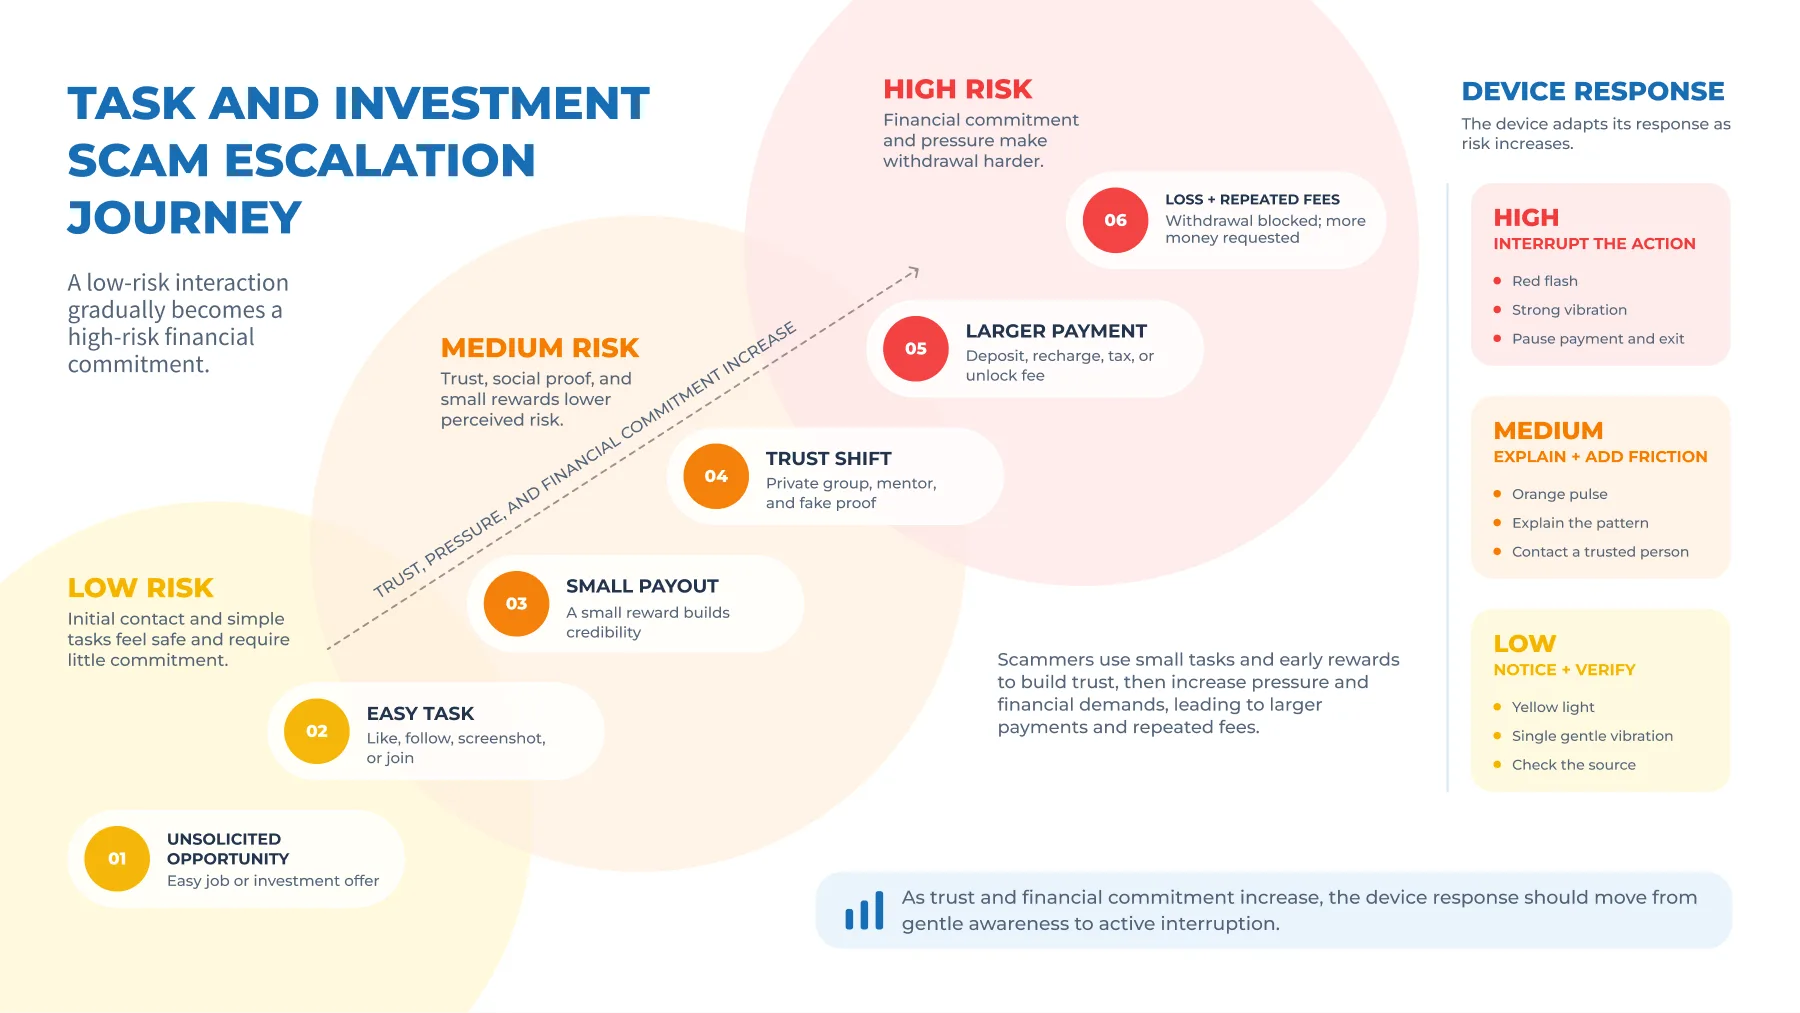 TASK AND INVESTMENT
SCAM ESCALATION
JOURNEY
A low-risk interaction
gradually becomes a
high-risk financial
commitment.
LOW RISK
Initial contact and simple
tasks feel safe and require
little commitment.
01
UNSOLICITED
OPPORTUNITY
Easy job or investment offer
02
EASY TASK
Like, follow, screenshot,
or join
MEDIUM RISK
Trust, social proof, and
small rewards lower
perceived risk.
TRUST, PRESSURE, AND FINANCIAL COMMITMENT INCREASE
03
SMALL PAYOUT
A small reward builds
credibility
04
TRUST SHIFT
Private group, mentor,
and fake proof
HIGH RISK
Financial commitment
and pressure make
withdrawal harder.
05
LARGER PAYMENT
Deposit, recharge, tax, or
unlock fee
06
LOSS + REPEATED FEES
Withdrawal blocked; more
money requested
Scammers use small tasks and early rewards
to build trust, then increase pressure and
financial demands, leading to larger
payments and repeated fees.
DEVICE RESPONSE
The device adapts its response as
risk increases.
HIGH
INTERRUPT THE ACTION
Red flash
Strong vibration
Pause payment and exit
MEDIUM
EXPLAIN + ADD FRICTION
Orange pulse
Explain the pattern
Contact a trusted person
LOW
NOTICE + VERIFY
Yellow light
Single gentle vibration
Check the source
As trust and financial commitment increase, the device response should move from
gentle awareness to active interruption.